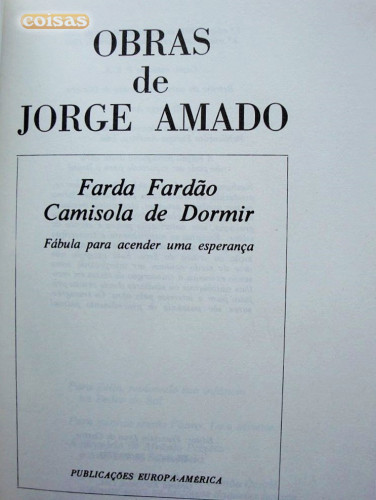 coisas
OBRAS
de
JORGE AMADO
Farda Fardão
Camisola de Dormir
Fábula para acender uma esperança
PUBLICAÇÕES EUROPA-AMÉRICA